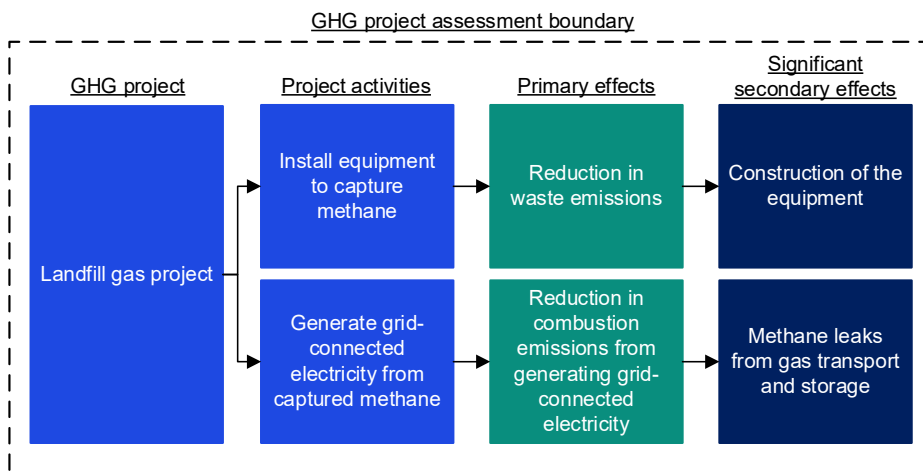 GHG project assessment boundary
GHG project
Project activities
Primary effects
Significant
secondary effects
Landfill gas project
Install equipment
to capture
methane
Reduction in
waste emissions
Construction of the
equipment
Generate grid-
connected
electricity from
captured methane
Reduction in
combustion
emissions from
generating grid-
connected
electricity
Methane leaks
from gas transport
and storage